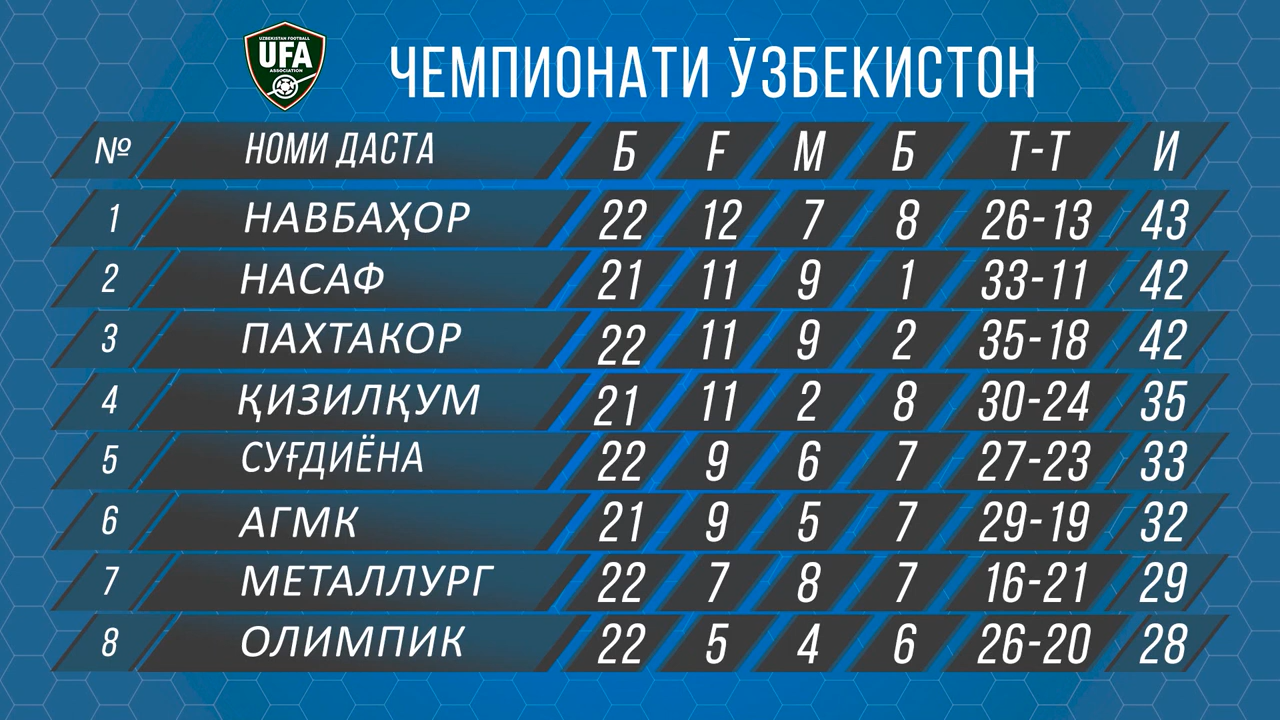 UZBEKISTAN FOOTBALL
UFA
ASSOCIATION
ЧЕМПИОНАТИ ӮЗБЕКИСТОН
№ НОМИ ДАСТА Б Ғ М Б Т-Т И
1 НАВБАҲОР 22 12 7 8 26-13 43
2 НАСАФ 21 11 9 1 33-11 42
3 ПАХТАКОР 22 11 9 2 35-18 42
4 ҚИЗИЛҚУМ 21 11 2 8 30-24 35
5 СУҒДИЁНА 22 9 6 7 27-23 33
6 АГМК 21 9 5 7 29-19 32
7 МЕТАЛЛУРГ 22 7 8 7 16-21 29
8 ОЛИМПИК 22 5 4 6 26-20 28